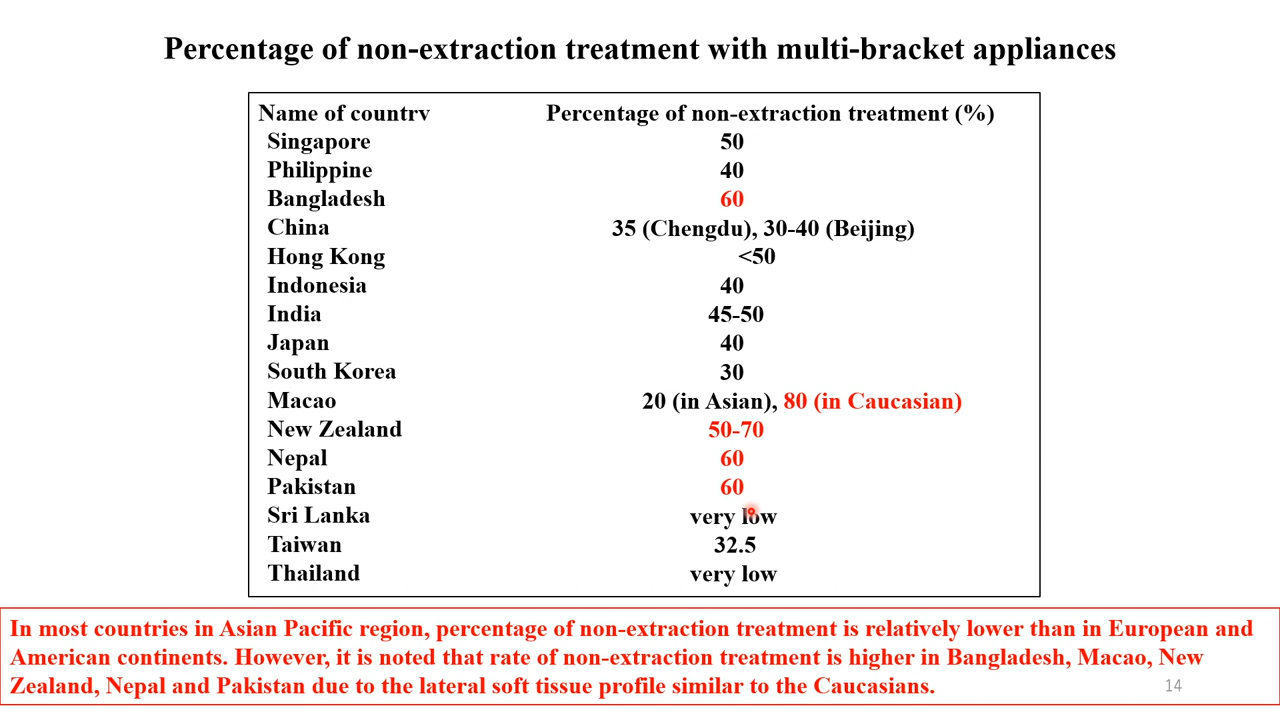 Percentage of non-extraction treatment with multi-bracket appliances
Name of country Percentage of non-extraction treatment (%)
Singapore 50
Philippine 40
Bangladesh 60
China 35 (Chengdu), 30-40 (Beijing)
Hong Kong <50
Indonesia 40
India 45-50
Japan 40
South Korea 30
Macao 20 (in Asian), 80 (in Caucasian)
New Zealand 50-70
Nepal 60
Pakistan 60
Sri Lanka very low
Taiwan 32.5
Thailand very low
In most countries in Asian Pacific region, percentage of non-extraction treatment is relatively lower than in European and
American continents. However, it is noted that rate of non-extraction treatment is higher in Bangladesh, Macao, New
Zealand, Nepal and Pakistan due to the lateral soft tissue profile similar to the Caucasians.
14